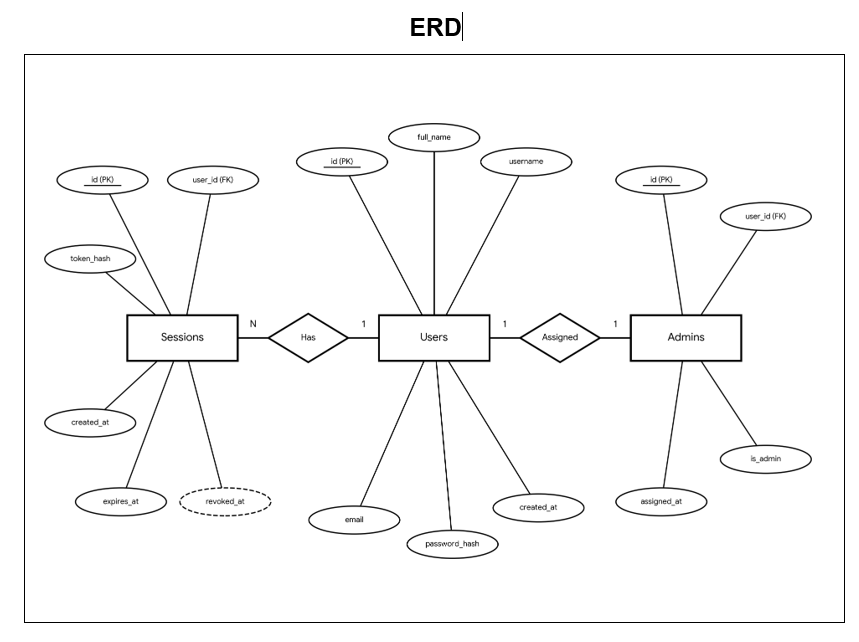 ERD
full_name
id (PK)
username
id (PK)
user_id (FK)
id (PK)
user_id (FK)
token_hash
Sessions
N
Has
1
Users
1
Assigned
1
Admins
created_at
is_admin
expires_at
revoked_at
email
password_hash
created_at
assigned_at